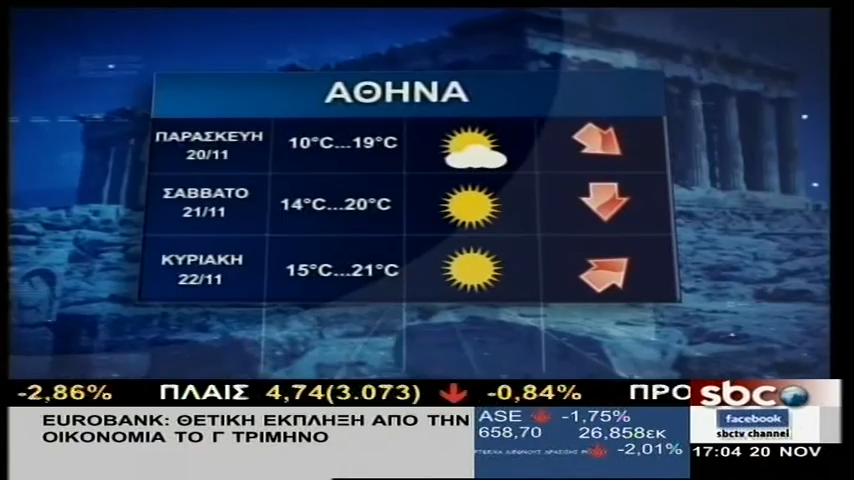 ΑΘΗΝΑ
ΠΑΡΑΣΚΕΥΗ
20/11
10°C...19°C
ΣΑΒΒΑΤΟ
21/11
14°C...20°C
ΚΥΡΙΑΚΗ
22/11
15°C...21°C
-2,86% ΠΛΑΙΣ 4,74(3.073) -0,84% ΠΡΟ
sbc
EUROBANK: ΘΕΤΙΚΗ ΕΚΠΛΗΞΗ ΑΠΟ ΤΗΝ
ΟΙΚΟΝΟΜΙΑ ΤΟ Γ ΤΡΙΜΗΝΟ
ASE -1,75%
658,70 26,858εκ
-2,01%
facebook
sbctv channel
17:04 20 NOV